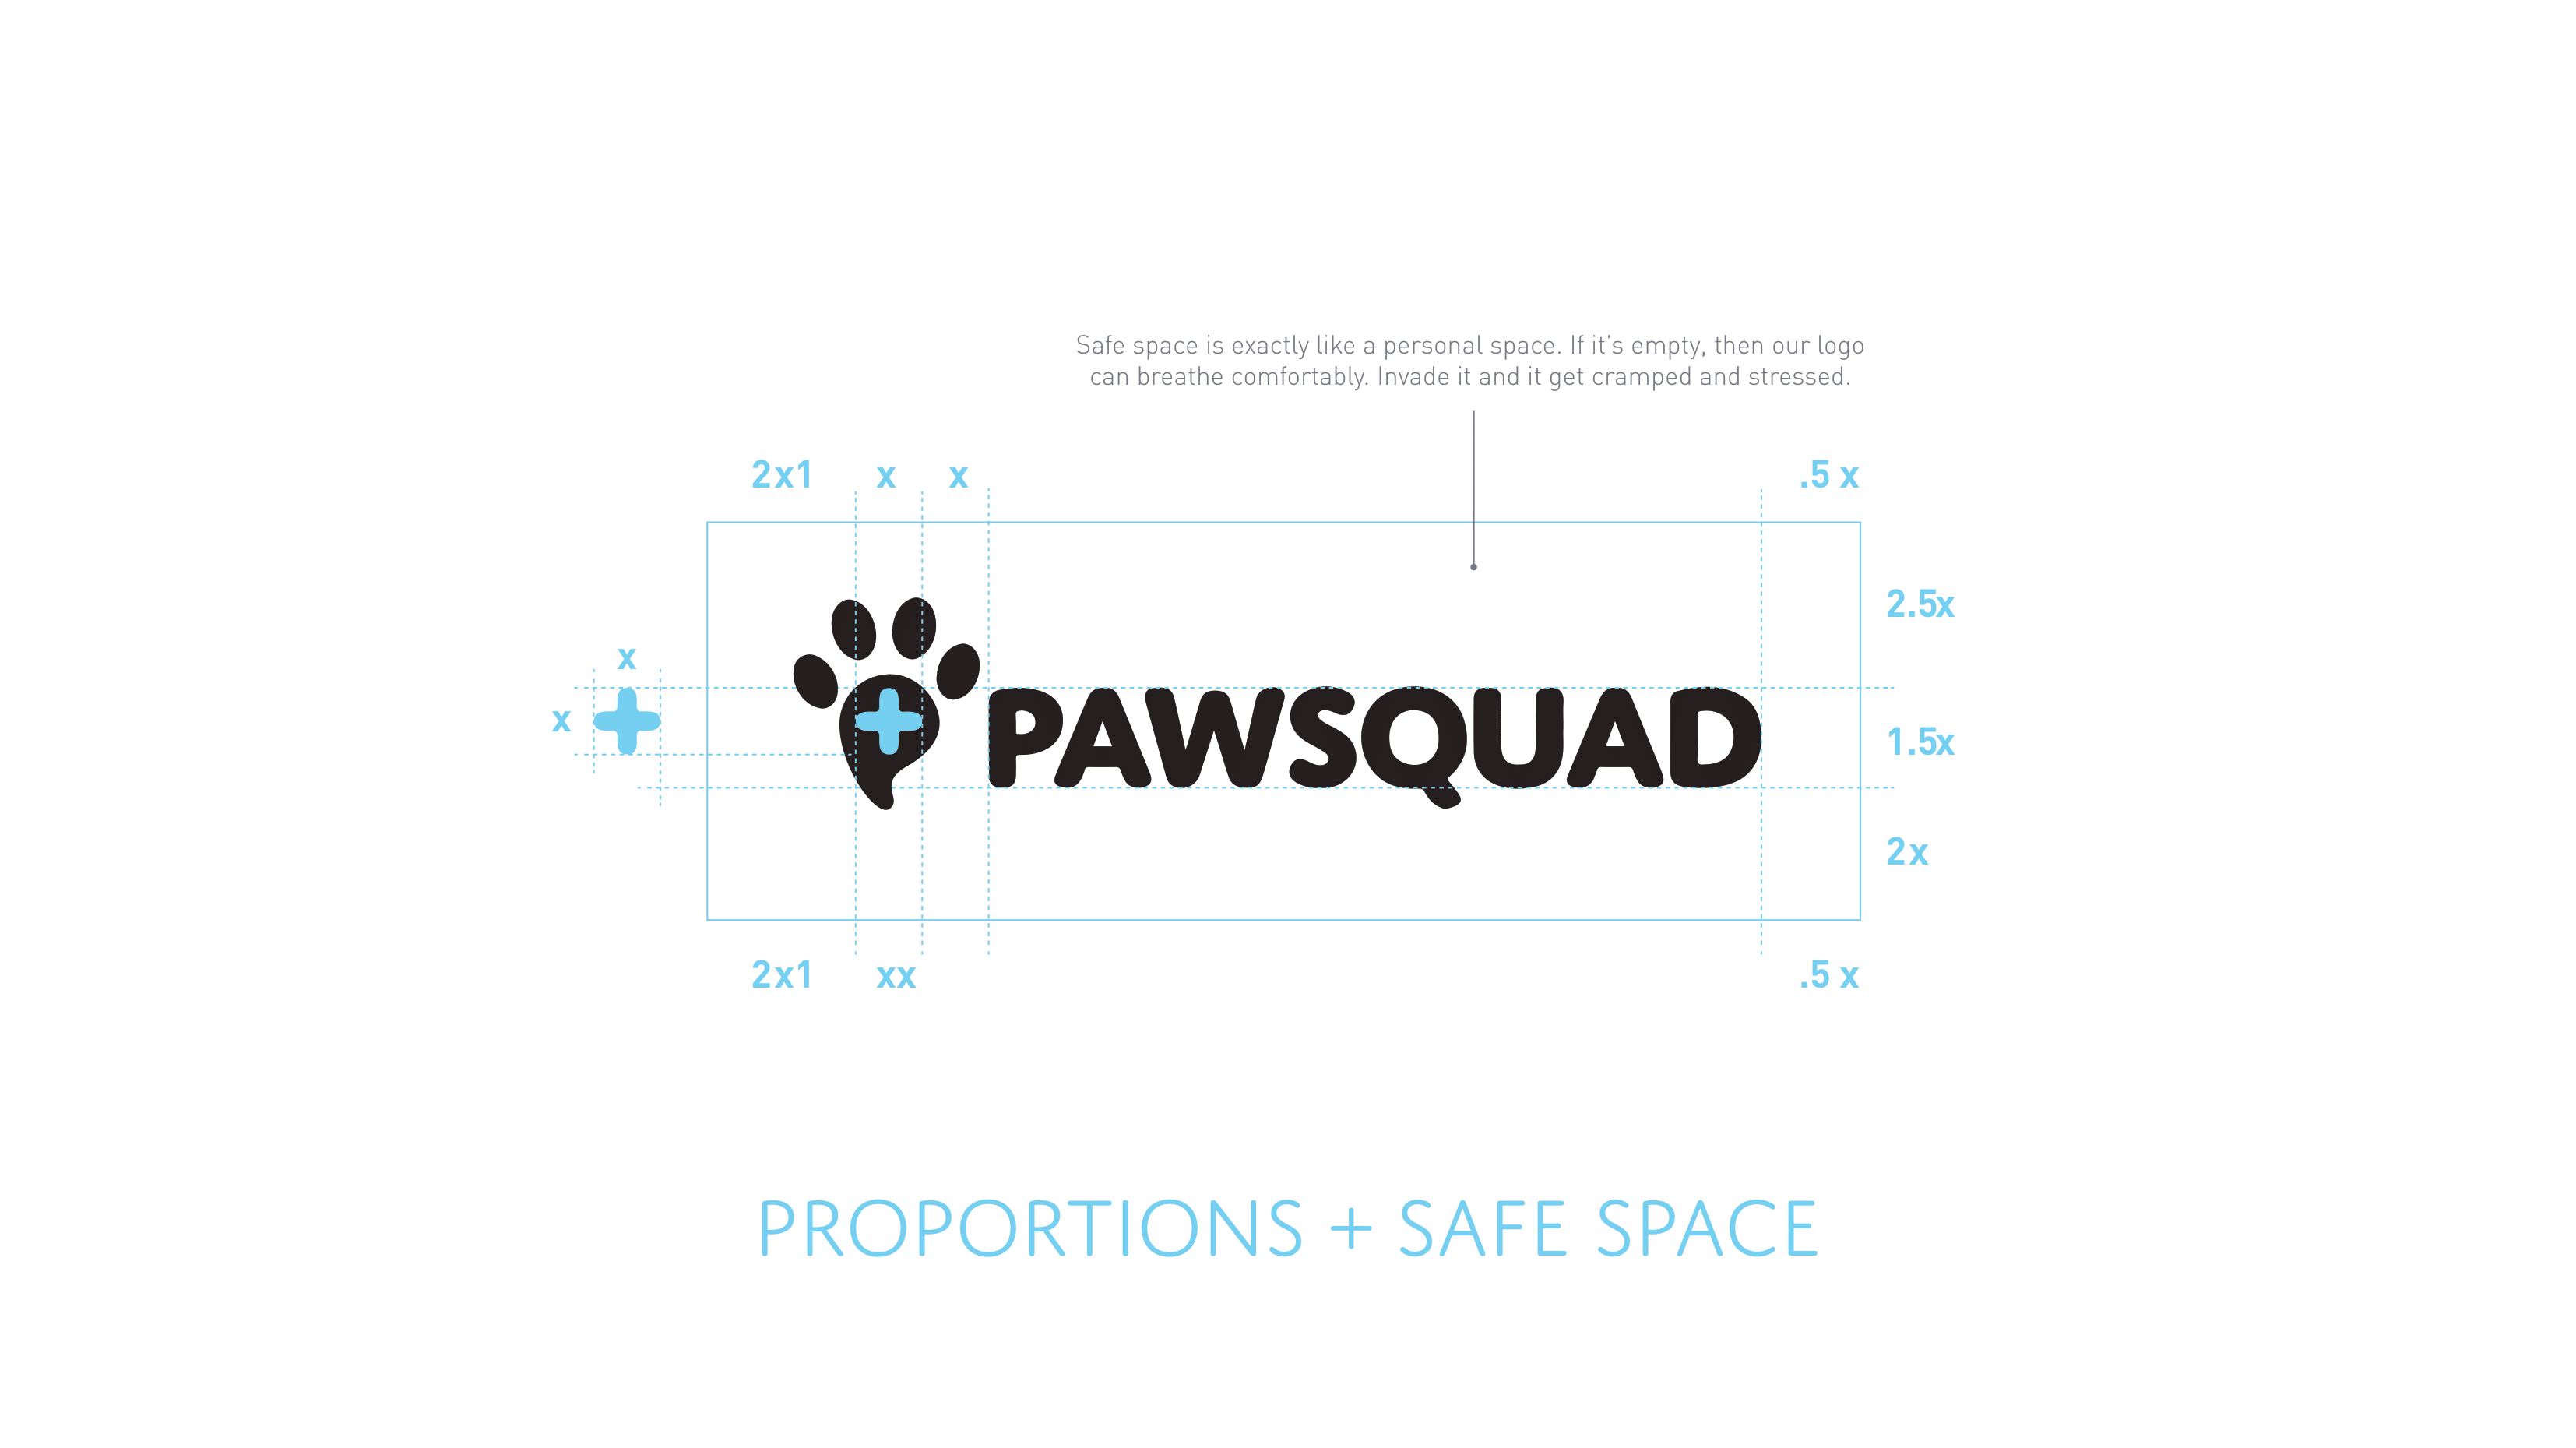 Safe space is exactly like a personal space. If it’s empty, then our logo
can breathe comfortably. Invade it and it get cramped and stressed.
2x1 x x .5 x
2.5x
x
x
PAWSQUAD
1.5x
2x
2x1 xx .5 x
PROPORTIONS + SAFE SPACE